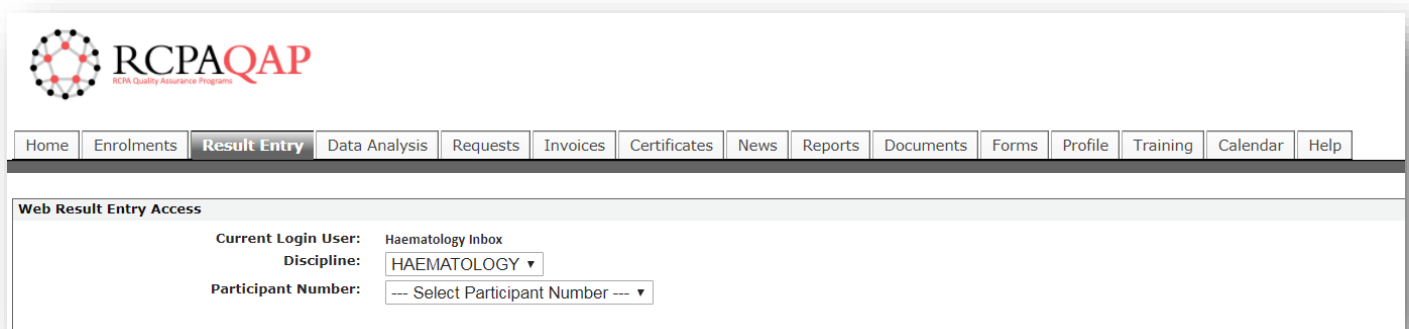 RCPAQAP
RCPA Quality Assurance Programs
Home Enrolments Result Entry Data Analysis Requests Invoices Certificates News Reports Documents Forms Profile Training Calendar Help
Web Result Entry Access
Current Login User: Haematology Inbox
Discipline: HAEMATOLOGY
Participant Number: --- Select Participant Number ---